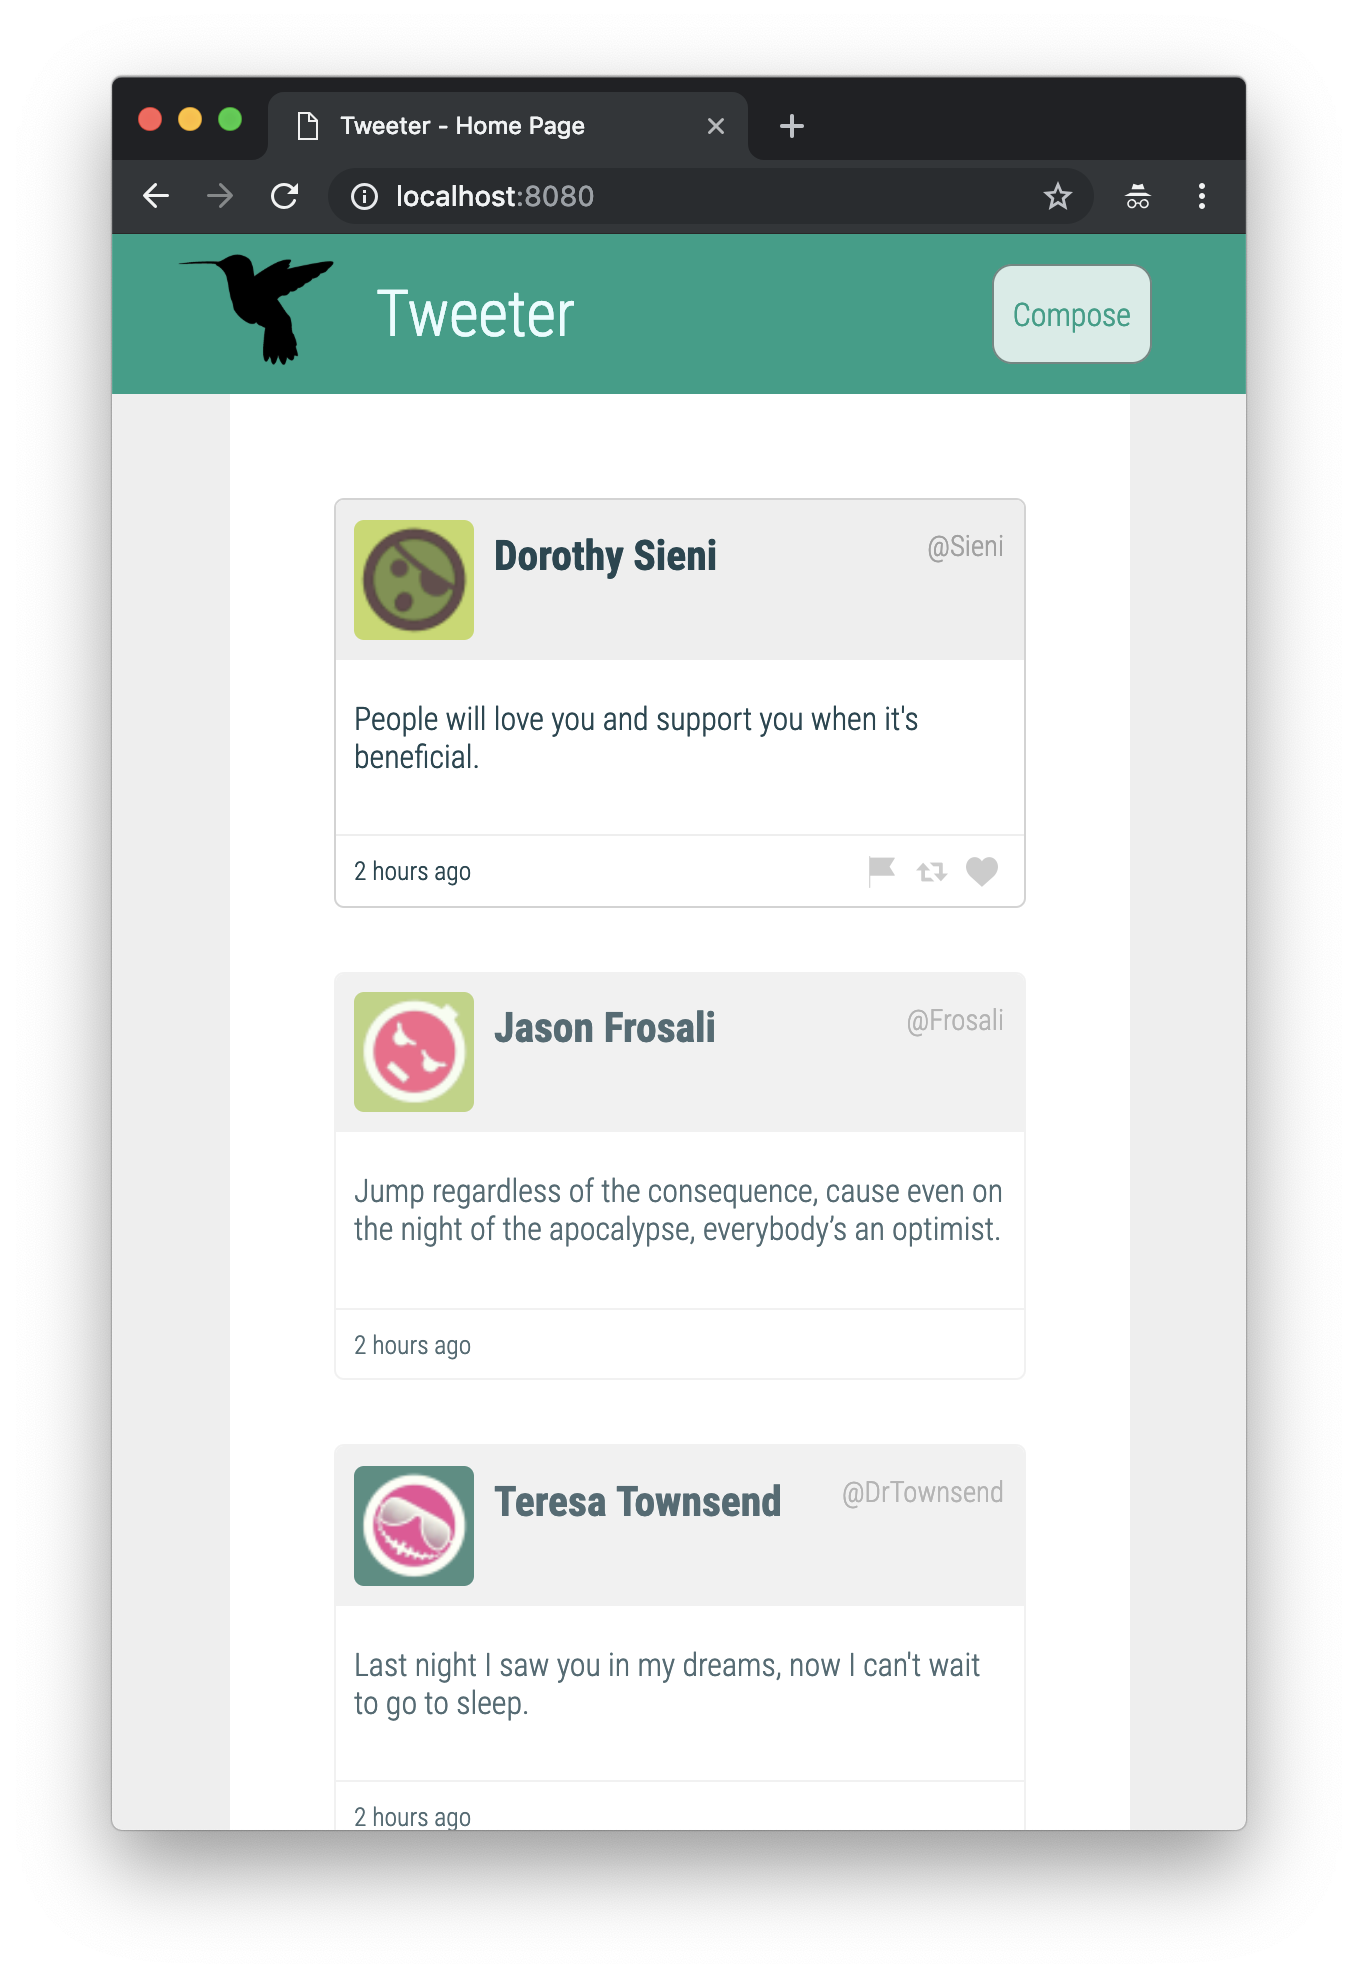 Tweeter - Home Page
localhost:8080
Tweeter
Compose
Dorothy Sieni
@Sieni
People will love you and support you when it's
beneficial.
2 hours ago
Jason Frosali
@Frosali
Jump regardless of the consequence, cause even on
the night of the apocalypse, everybody’s an optimist.
2 hours ago
Teresa Townsend
@DrTownsend
Last night I saw you in my dreams, now I can't wait
to go to sleep.
2 hours ago